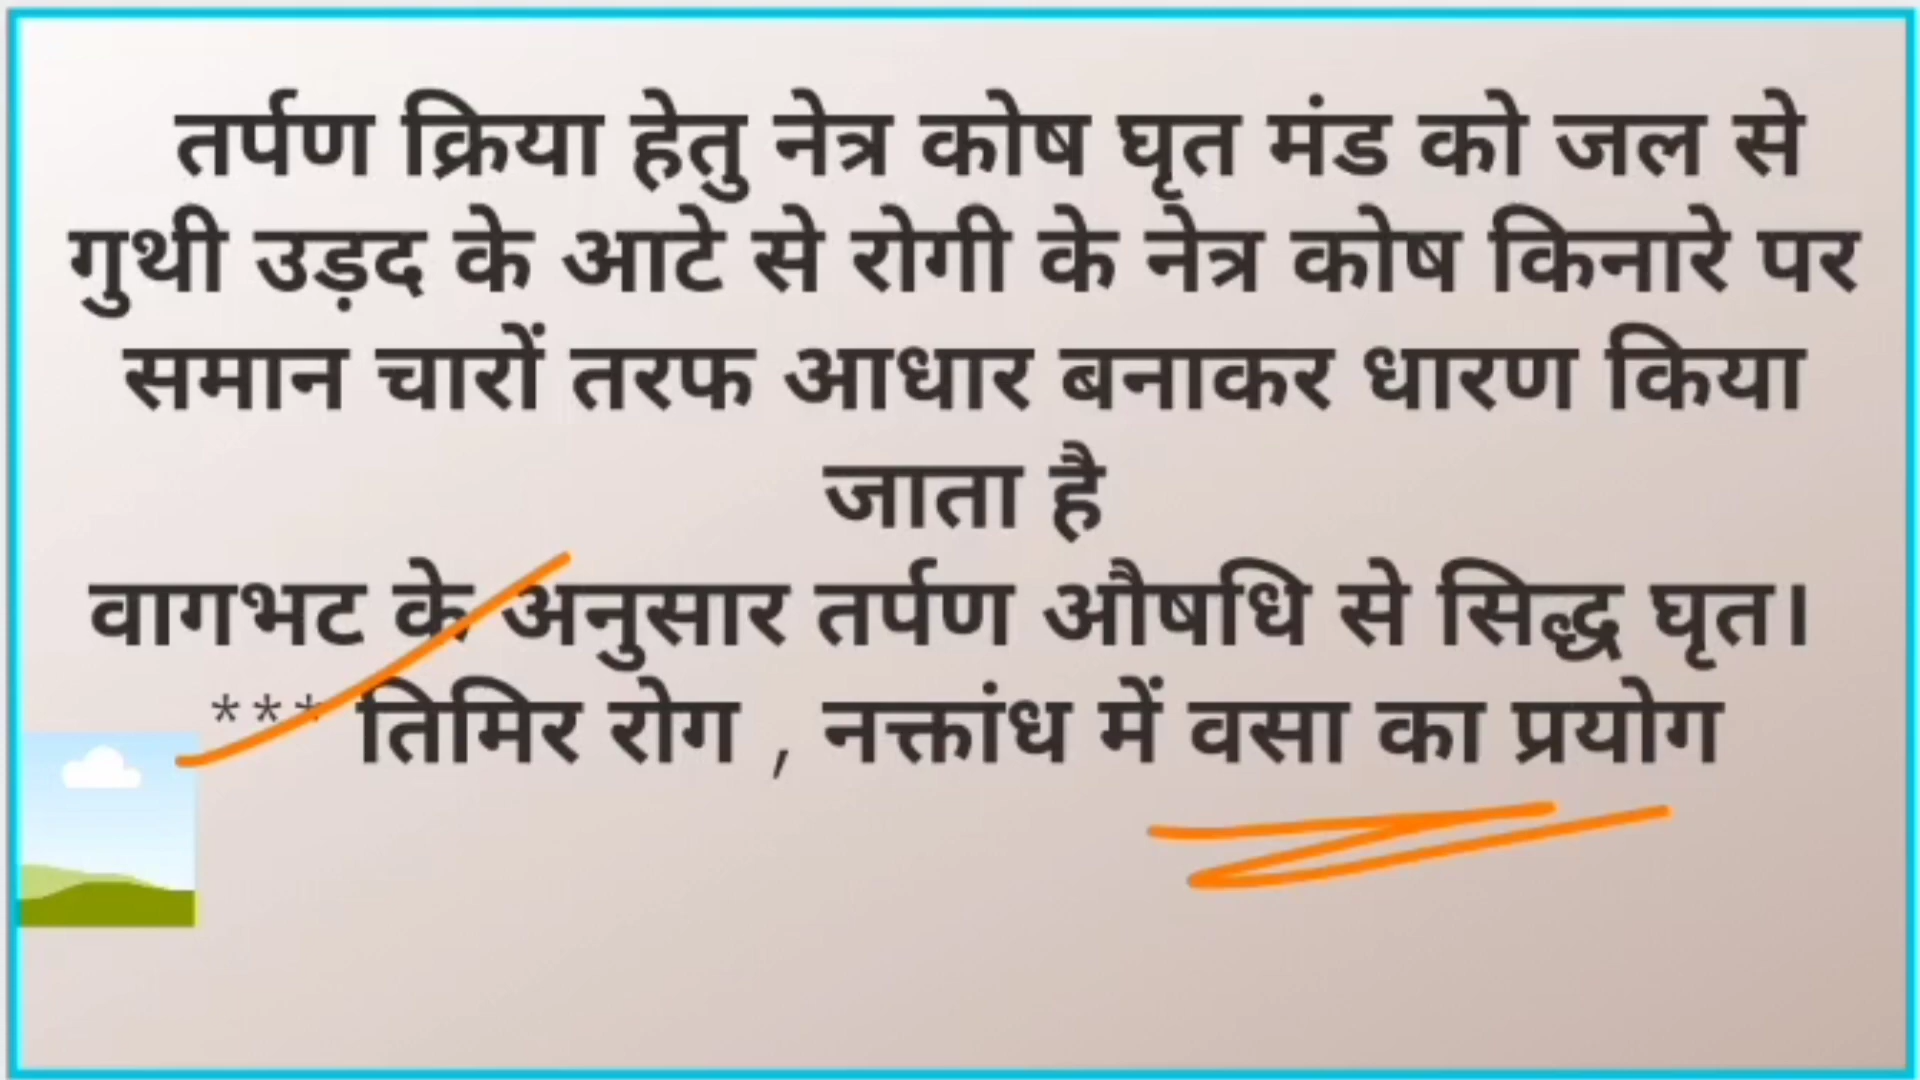 तर्पण क्रिया हेतु नेत्र कोष घृत मंड को जल से
गुथी उड़द के आटे से रोगी के नेत्र कोष किनारे पर
समान चारों तरफ आधार बनाकर धारण किया
जाता है
वागभट के अनुसार तर्पण औषधि से सिद्ध घृत।
*** तिमिर रोग , नक्तांध में वसा का प्रयोग